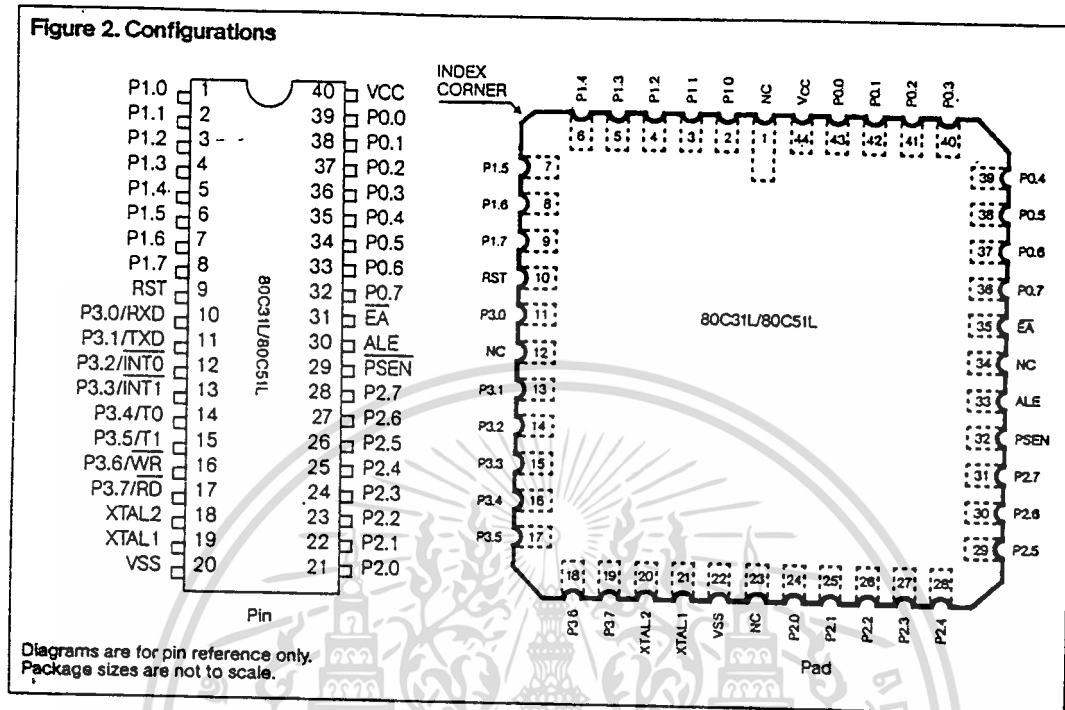 Figure 2. Configurations
P1.0 1
P1.1 2
P1.2 3
P1.3 4
P1.4 5
P1.5 6
P1.6 7
P1.7 8
RST 9
P3.0/RXD 10
P3.1/TXD 11
P3.2/INT0 12
P3.3/INT1 13
P3.4/T0 14
P3.5/T1 15
P3.6/WR 16
P3.7/RD 17
XTAL2 18
XTAL1 19
VSS 20
80C31L/80C51L
40 VCC
39 P0.0
38 P0.1
37 P0.2
36 P0.3
35 P0.4
34 P0.5
33 P0.6
32 P0.7
31 EA
30 ALE
29 PSEN
28 P2.7
27 P2.6
26 P2.5
25 P2.4
24 P2.3
23 P2.2
22 P2.1
21 P2.0
Pin
INDEX
CORNER
P1.4 P1.3 P1.2 P1.1 P1.0 NC VCC P0.0 P0.1 P0.2 P0.3
6 5 4 3 2 1 44 43 42 41 40
P1.5 7
P1.6 8
P1.7 9
RST 10
P3.0 11
NC 12
P3.1 13
P3.2 14
P3.3 15
P3.4 16
P3.5 17
80C31L/80C51L
39 P0.4
38 P0.5
37 P0.6
36 P0.7
35 EA
34 NC
33 ALE
32 PSEN
31 P2.7
30 P2.6
29 P2.5
18 19 20 21 22 23 24 25 26 27 28
P3.6 P3.7 XTAL2 XTAL1 VSS NC P2.0 P2.1 P2.2 P2.3 P2.4
Pad
Diagrams are for pin reference only.
Package sizes are not to scale.